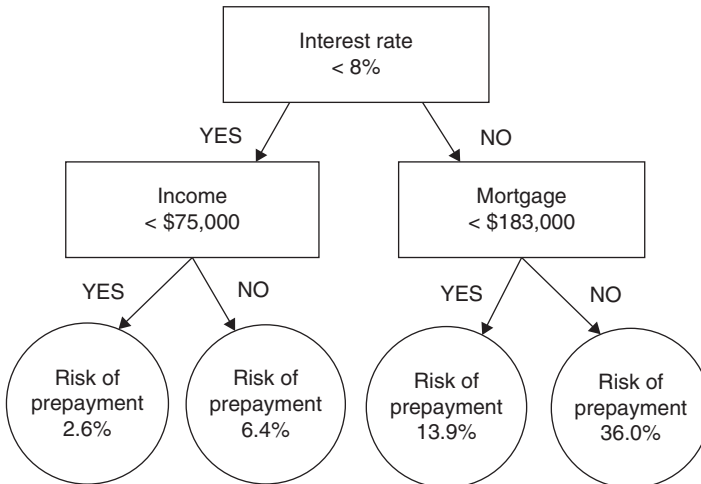 Interest rate
< 8%
YES
NO
Income
< $75,000
Mortgage
< $183,000
YES
NO
YES
NO
Risk of
prepayment
2.6%
Risk of
prepayment
6.4%
Risk of
prepayment
13.9%
Risk of
prepayment
36.0%